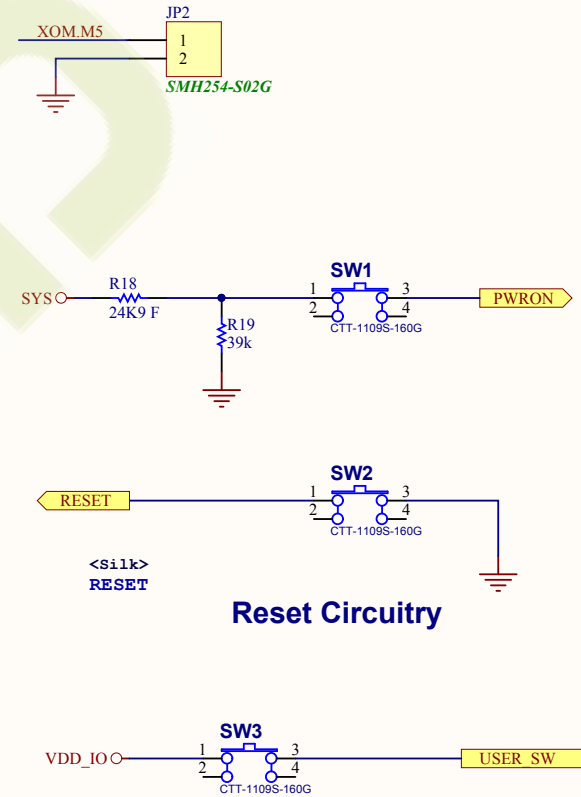 JP2
XOM.M5
1
2
SMH254-S02G
SW1
SYS
R18
24K9 F
R19
39k
1
2
3
4
CTT-1109S-160G
PWRON
SW2
RESET
1
2
3
4
CTT-1109S-160G
<Silk>
RESET
Reset Circuitry
SW3
VDD_IO
1
2
3
4
CTT-1109S-160G
USER_SW